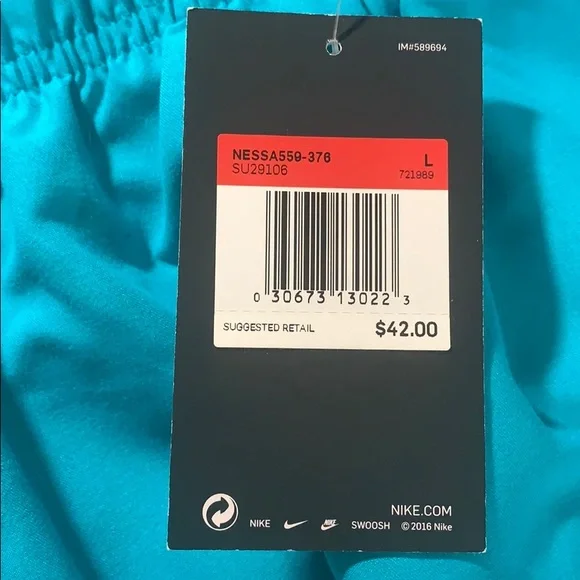 IM#589694
NESSA559-376 L
SU29106 721989
0 30673 13022 3
SUGGESTED RETAIL $42.00
NIKE.COM
NIKE NIKE SWOOSH ©2016 Nike